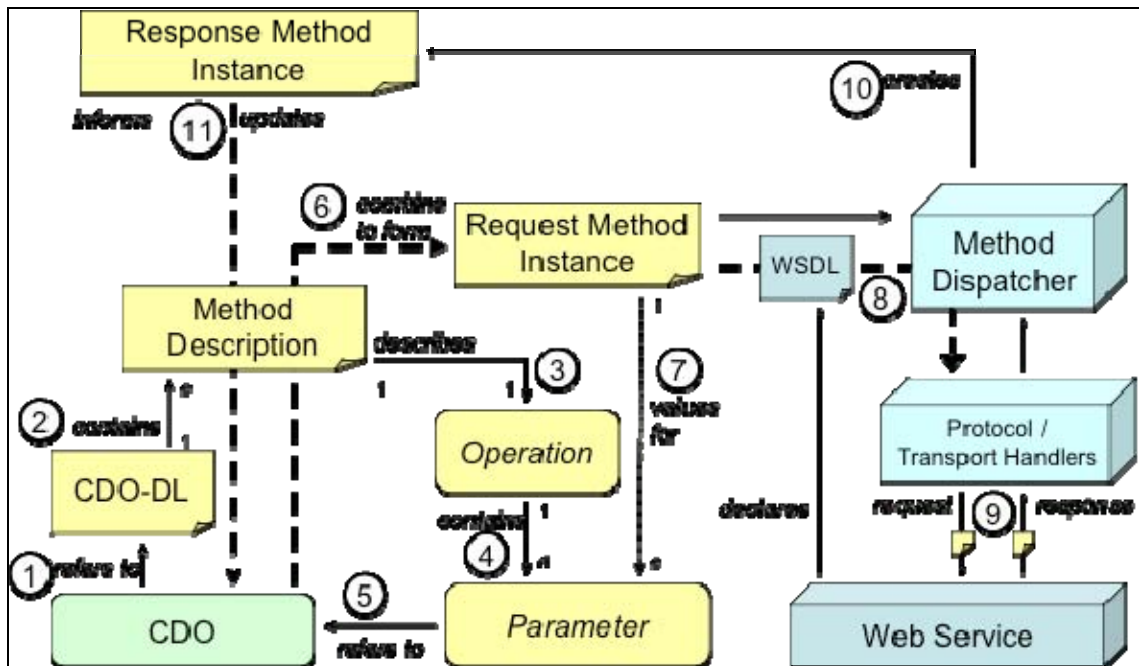 Response Method
Instance
informs
11
updates
10
creates
6
combine
to form
Request Method
Instance
1
WSDL
8
Method
Dispatcher
Method
Description
describes
1
1
3
7
values
for
2
contains
1
CDO-DL
Operation
contains
1
4
n
Protocol /
Transport Handlers
request
9
response
declares
1
refers to
CDO
5
refers to
Parameter
Web Service